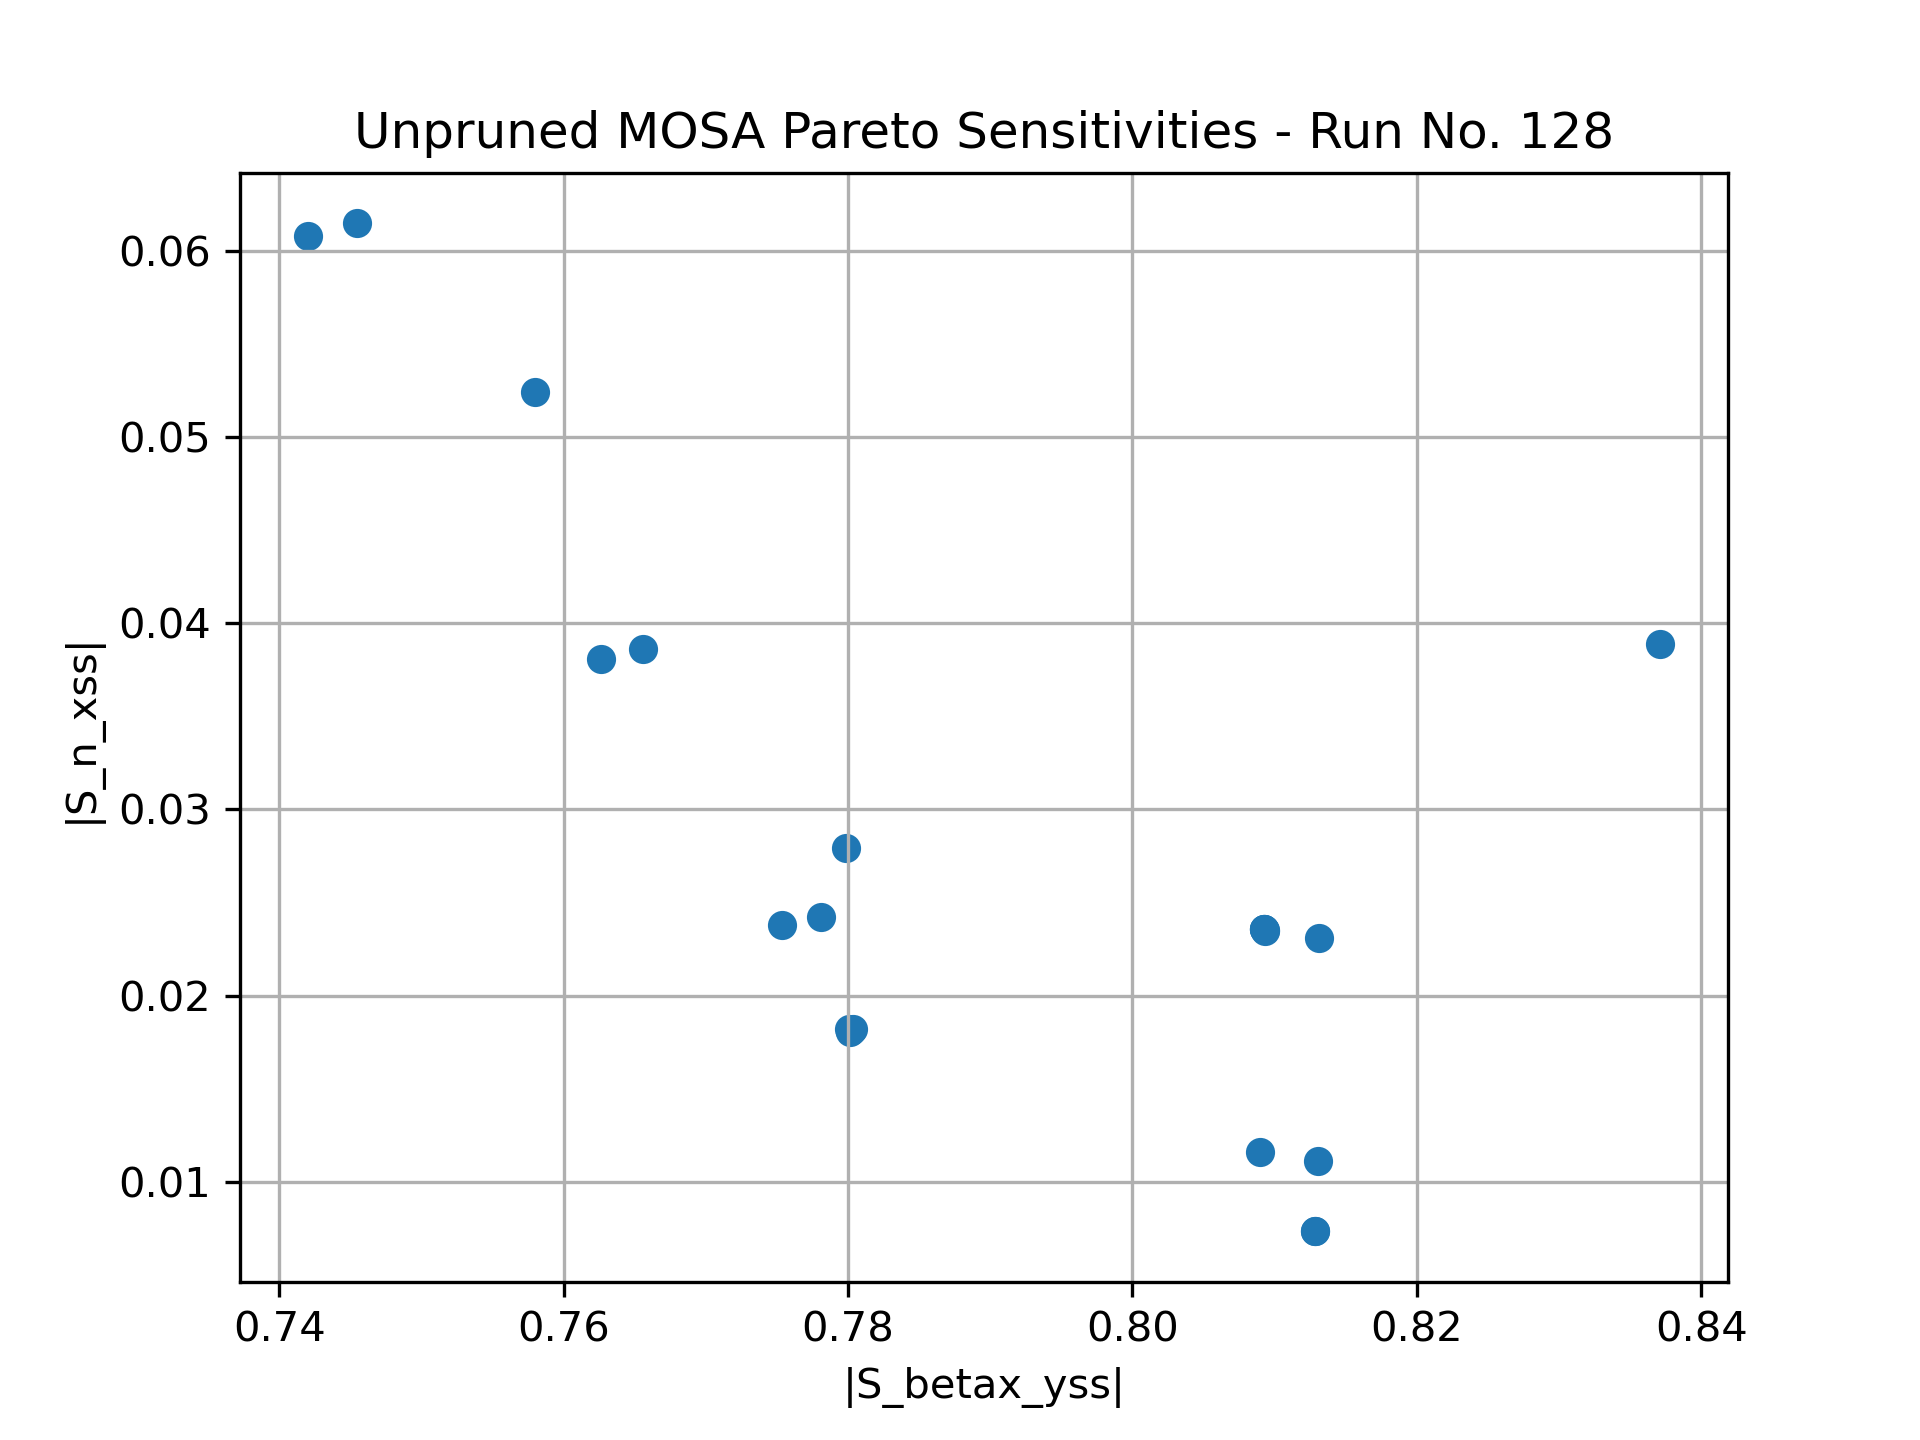 Unpruned MOSA Pareto Sensitivities - Run No. 128
|S_n_xss|
0.06
0.05
0.04
0.03
0.02
0.01
0.74 0.76 0.78 0.80 0.82 0.84
|S_betax_yss|